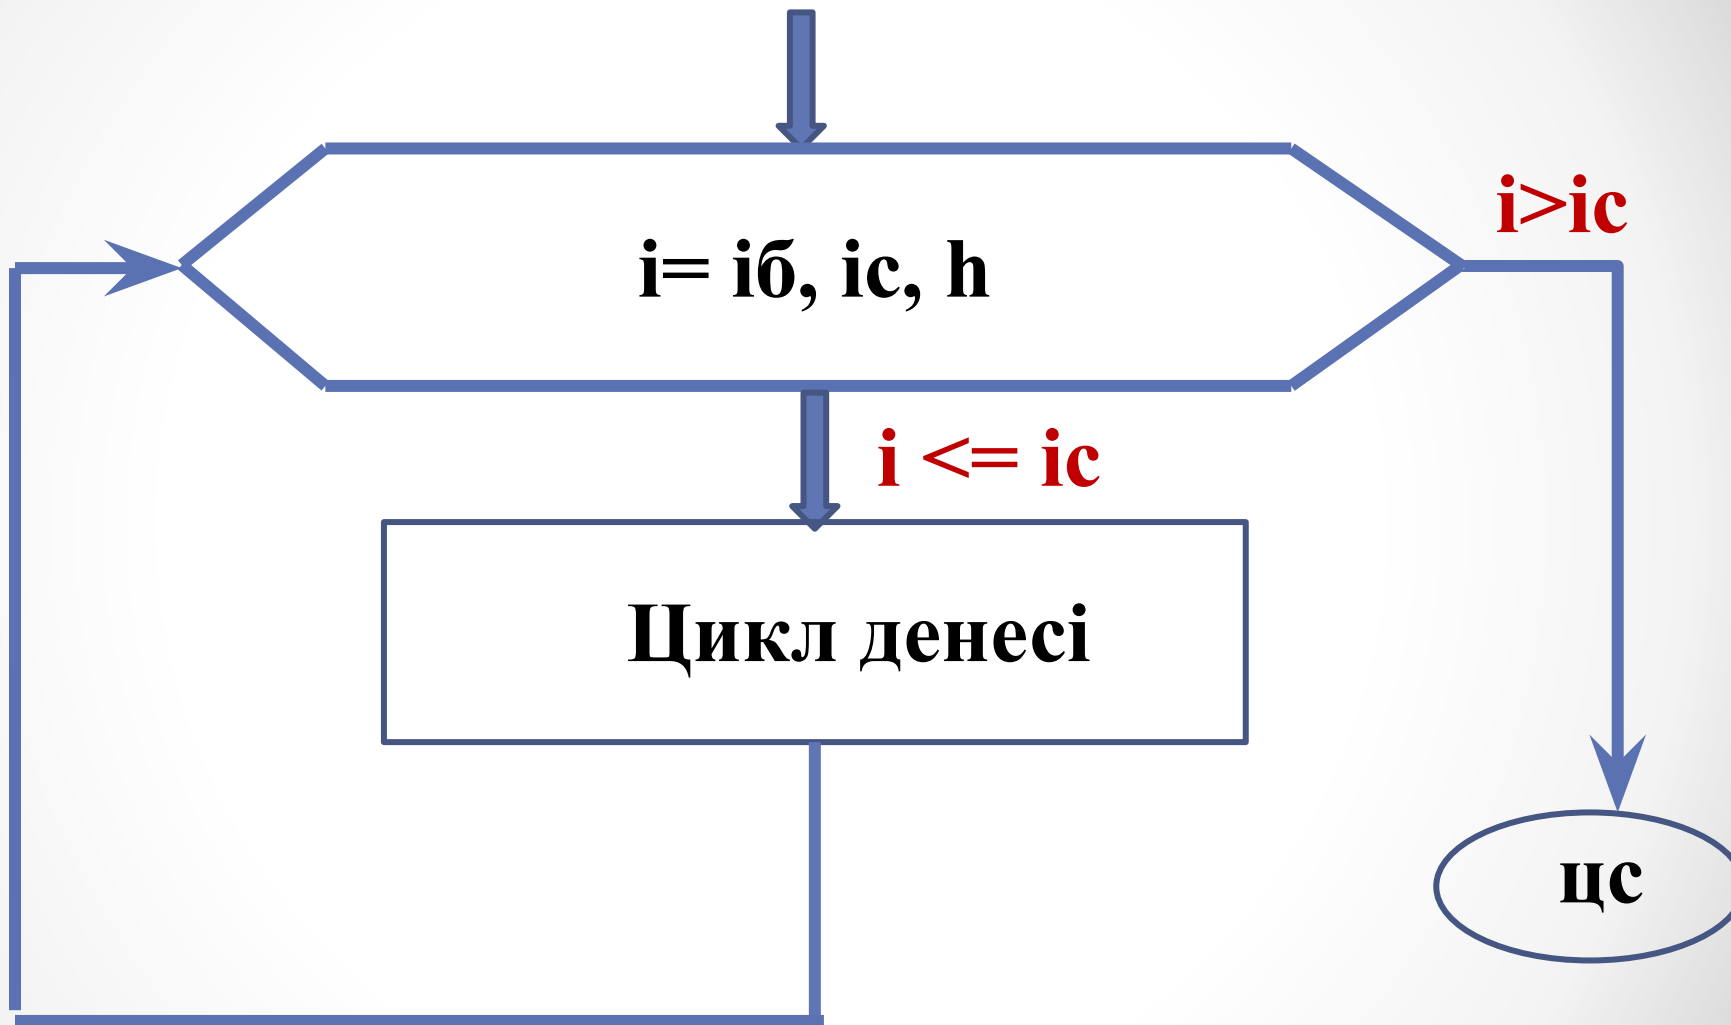 i>ic
i= iб, ic, h
i <= ic
Цикл денесі
цс